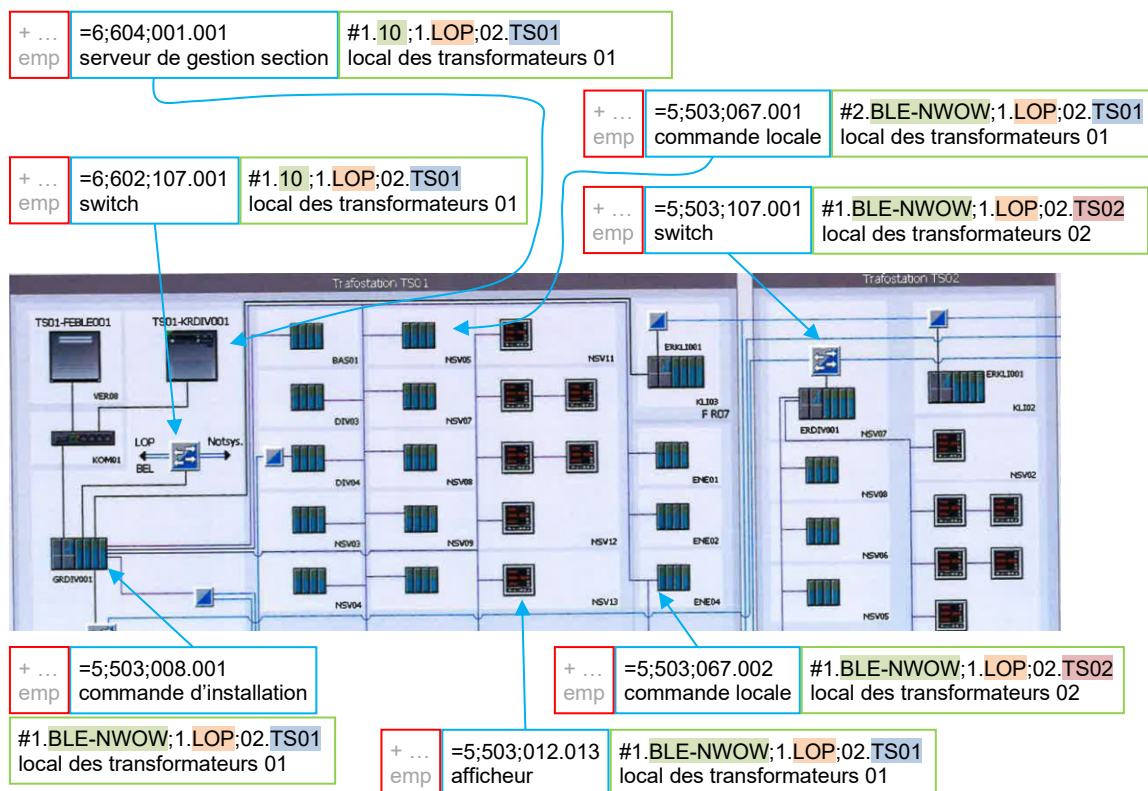 + … =6;604;001.001 #1.10 ;1.LOP;02.TS01
emp serveur de gestion section local des transformateurs 01
+ … =5;503;067.001 #2.BLE-NWOW;1.LOP;02.TS01
emp commande locale local des transformateurs 01
+ … =6;602;107.001 #1.10 ;1.LOP;02.TS01
emp switch local des transformateurs 01
+ … =5;503;107.001 #1.BLE-NWOW;1.LOP;02.TS02
emp switch local des transformateurs 02
Trafostation TS01
Trafostation TS02
TS01-FEBLE001
TS01-KRDIV001
VER08
KOM01
LOP
BEL
Notsys.
GRDIV001
BAS01
DIV03
DIV04
NSV03
NSV04
NSV05
NSV07
NSV08
NSV09
NSV11
NSV12
NSV13
ERKLI001
KLI03
F R07
ENE01
ENE02
ENE04
ERDIV001
NSV07
NSV08
NSV06
NSV05
ERKLI001
KLI02
NSV02
+ … =5;503;008.001
emp commande d’installation
#1.BLE-NWOW;1.LOP;02.TS01
local des transformateurs 01
+ … =5;503;067.002 #1.BLE-NWOW;1.LOP;02.TS02
emp commande locale local des transformateurs 02
+ … =5;503;012.013 #1.BLE-NWOW;1.LOP;02.TS01
emp afficheur local des transformateurs 01